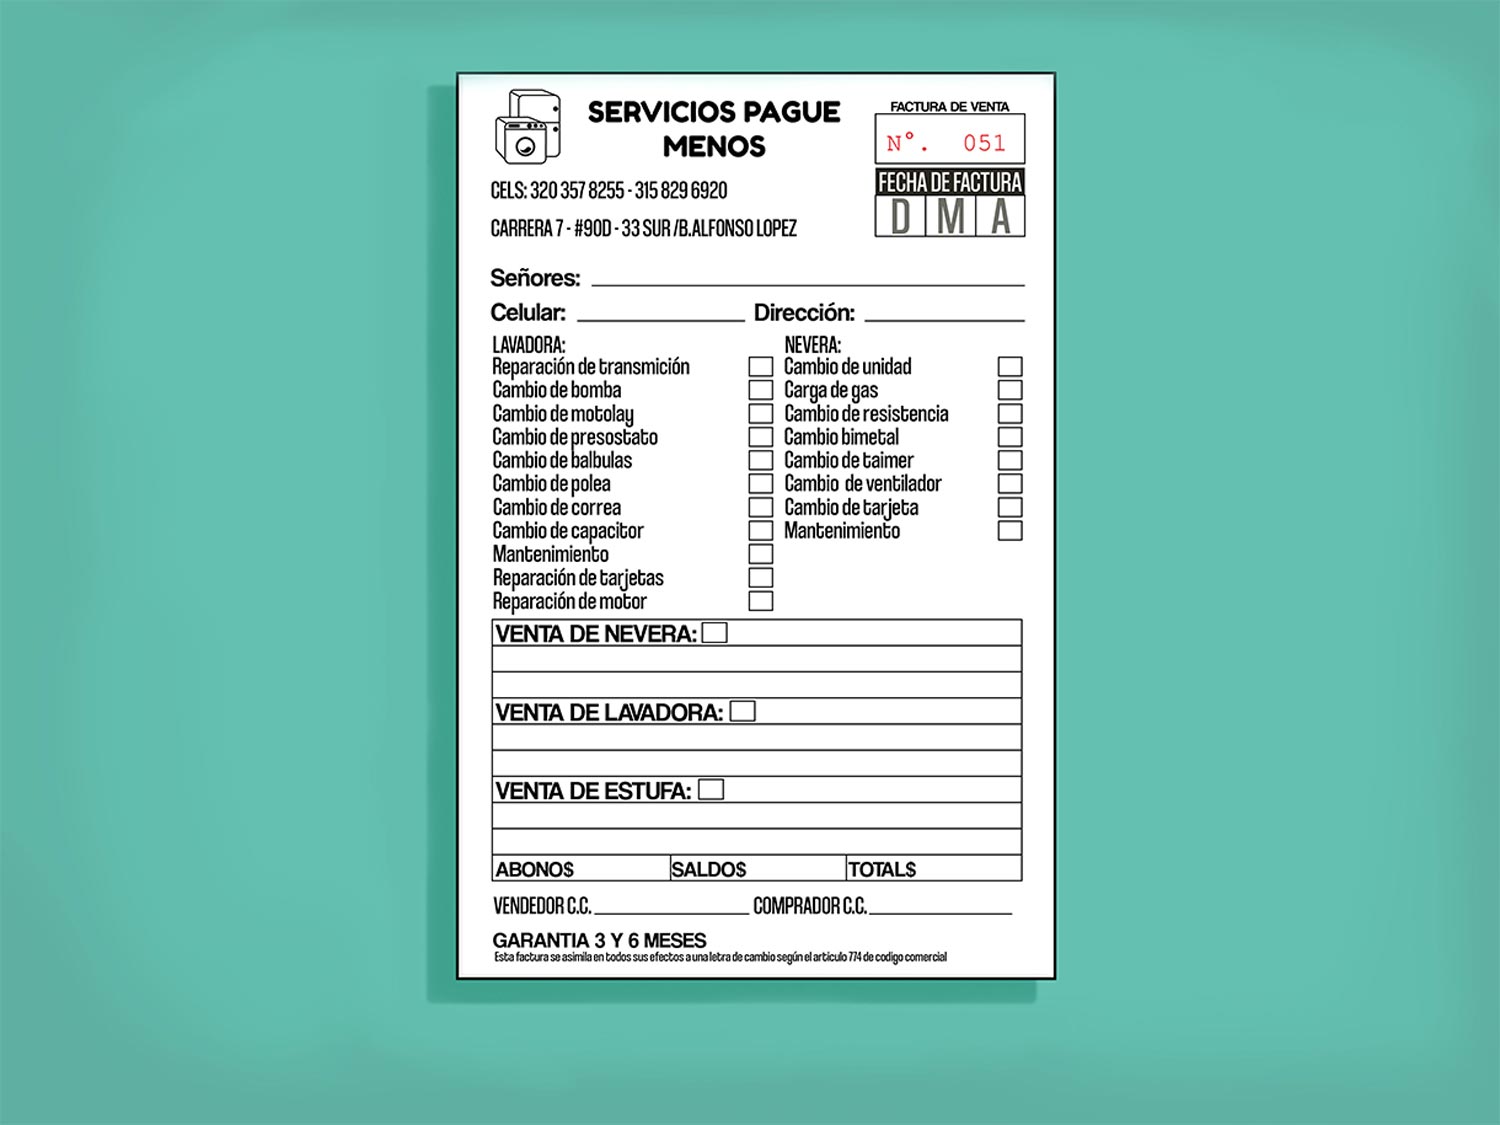 SERVICIOS PAGUE
MENOS
FACTURA DE VENTA
N°. 051
FECHA DE FACTURA
D M A
CELS: 320 357 8255 - 315 829 6920
CARRERA 7 - #90D - 33 SUR /B.ALFONSO LOPEZ
Señores:
Celular: Dirección:
LAVADORA:
Reparación de transmición
Cambio de bomba
Cambio de motolay
Cambio de presostato
Cambio de balbulas
Cambio de polea
Cambio de correa
Cambio de capacitor
Mantenimiento
Reparación de tarjetas
Reparación de motor
NEVERA:
Cambio de unidad
Carga de gas
Cambio de resistencia
Cambio bimetal
Cambio de taimer
Cambio de ventilador
Cambio de tarjeta
Mantenimiento
VENTA DE NEVERA:
VENTA DE LAVADORA:
VENTA DE ESTUFA:
ABONO$ SALDO$ TOTAL$
VENDEDOR C.C. COMPRADOR C.C.
GARANTIA 3 Y 6 MESES
Esta factura se asimila en todos sus efectos a una letra de cambio según el articulo 774 de codigo comercial